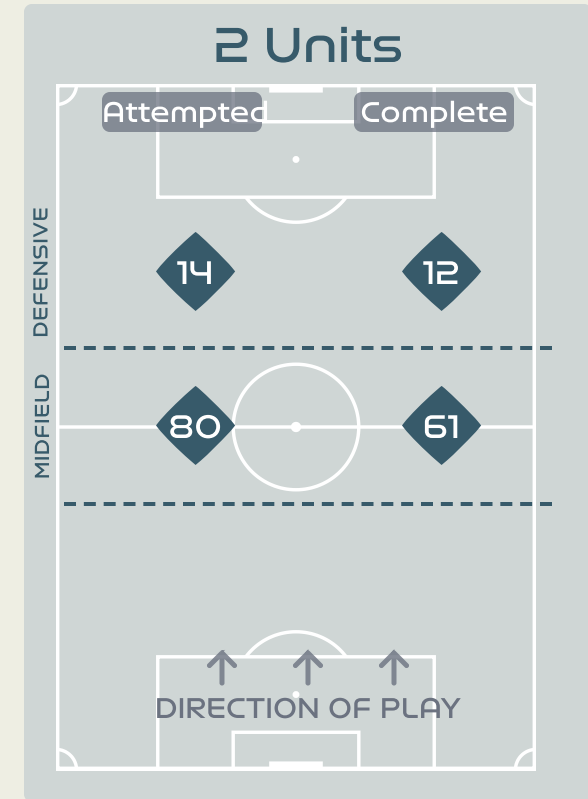 2 Units
Attempted
Complete
DEFENSIVE
14
12
MIDFIELD
80
61
DIRECTION OF PLAY